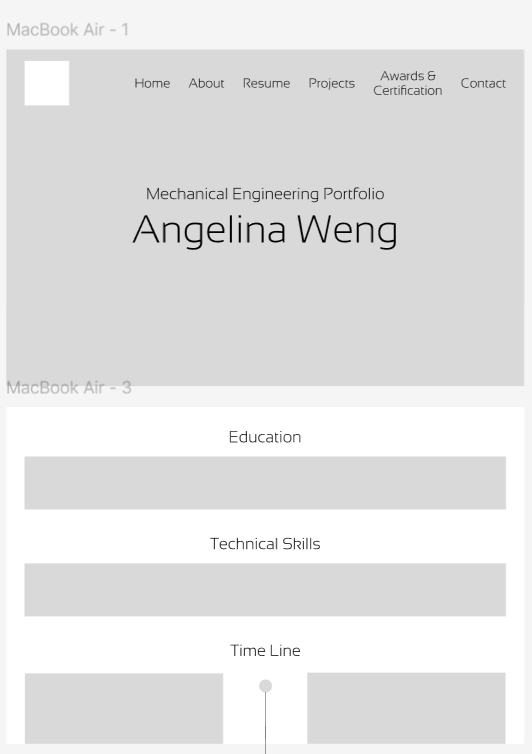 MacBook Air - 1
Home About Resume Projects Awards & Certification Contact
Mechanical Engineering Portfolio
Angelina Weng
MacBook Air - 3
Education
Technical Skills
Time Line